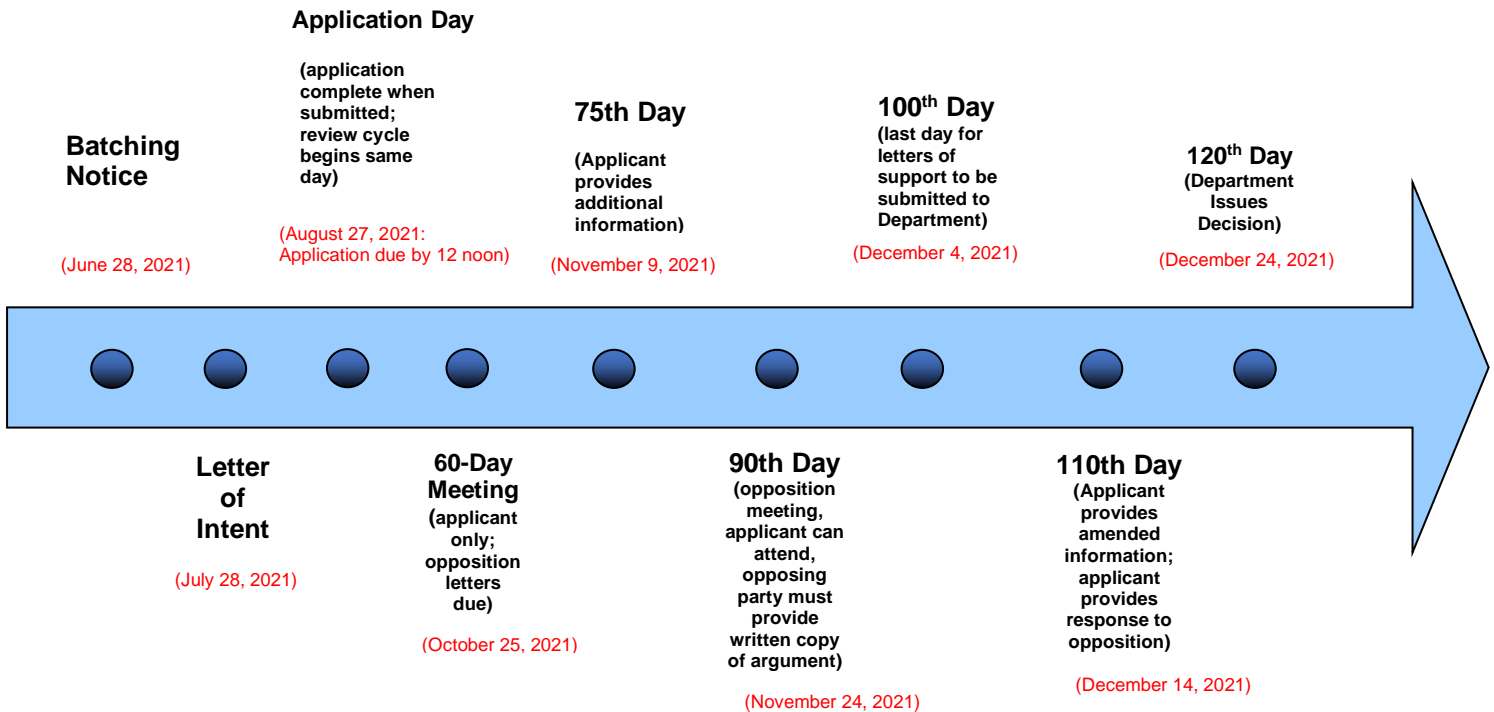 Batching
Notice
(June 28, 2021)
Letter
of
Intent
(July 28, 2021)
Application Day
(application
complete when
submitted;
review cycle
begins same
day)
(August 27, 2021:
Application due by 12 noon)
60-Day
Meeting
(applicant
only;
opposition
letters
due)
(October 25, 2021)
75th Day
(Applicant
provides
additional
information)
(November 9, 2021)
90th Day
(opposition
meeting,
applicant can
attend,
opposing
party must
provide
written copy
of argument)
(November 24, 2021)
100th Day
(last day for
letters of
support to be
submitted to
Department)
(December 4, 2021)
110th Day
(Applicant
provides
amended
information;
applicant
provides
response to
opposition)
(December 14, 2021)
120th Day
(Department
Issues
Decision)
(December 24, 2021)